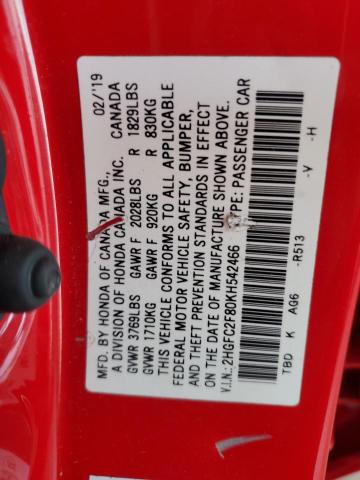 MFD. BY HONDA OF CANADA MFG., 02/'19
A DIVISION OF HONDA CANADA INC. CANADA
GVWR 3769LBS GAWR F 2028LBS R 1829LBS
GVWR 1710KG GAWR F 920KG R 830KG
THIS VEHICLE CONFORMS TO ALL APPLICABLE
FEDERAL MOTOR VEHICLE SAFETY, BUMPER,
AND THEFT PREVENTION STANDARDS IN EFFECT
ON THE DATE OF MANUFACTURE SHOWN ABOVE.
V.I.N.: 2HGFC2F80KH542466 TYPE: PASSENGER CAR
TBD K AG6 -R513 -V -H